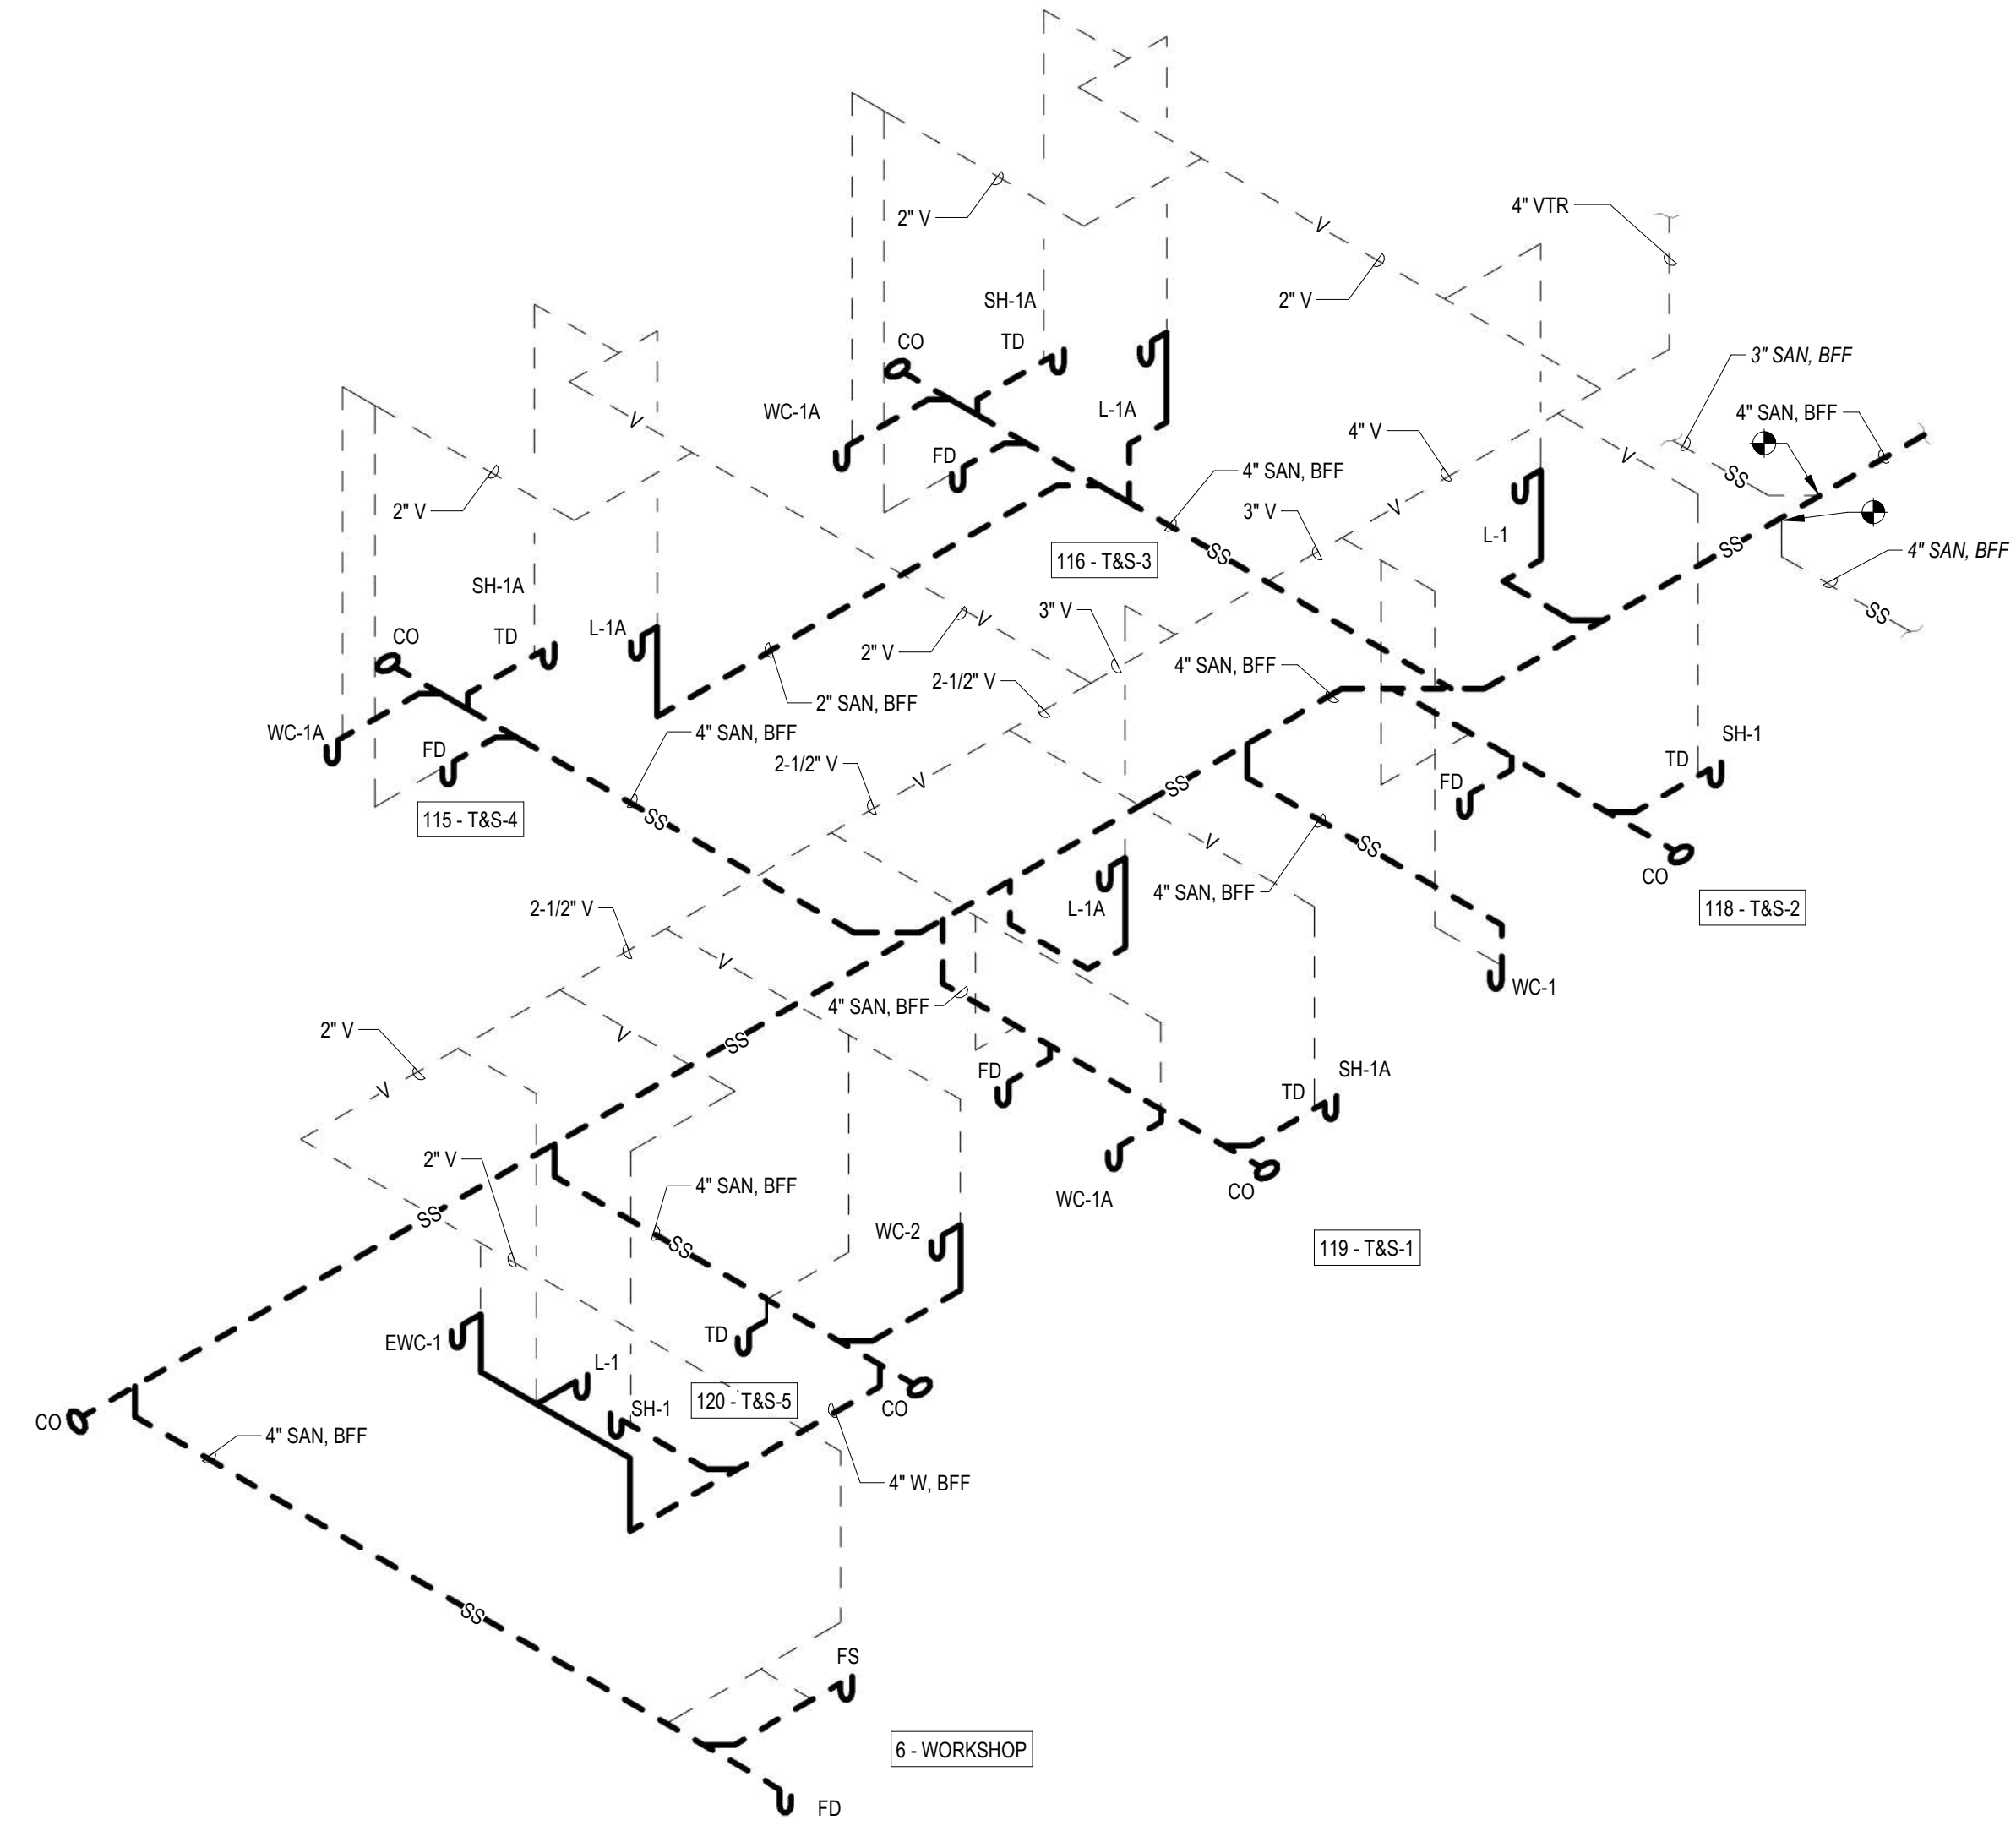 4" VTR
2" V
V
2" V
SH-1A
CO
TD
3" SAN, BFF
WC-1A
L-1A
4" SAN, BFF
V
4" V
V
FD
4" SAN, BFF
SS
2" V
3" V
V
L-1
SS
4" SAN, BFF
116 - T&S-3
SS
SH-1A
3" V
SS
CO
TD
L-1A
2" V
V
4" SAN, BFF
2-1/2" V
2" SAN, BFF
WC-1A
4" SAN, BFF
SH-1
FD
2-1/2" V
TD
V
SS
FD
115 - T&S-4
SS
V
SS
4" SAN, BFF
CO
L-1A
118 - T&S-2
2-1/2" V
V
WC-1
4" SAN, BFF
2" V
V
SS
FD
SH-1A
V
TD
2" V
4" SAN, BFF
CO
WC-1A
SS
WC-2
SS
119 - T&S-1
EWC-1
TD
L-1
120 - T&S-5
SH-1
CO
CO
4" SAN, BFF
4" W, BFF
SS
FS
6 - WORKSHOP
FD